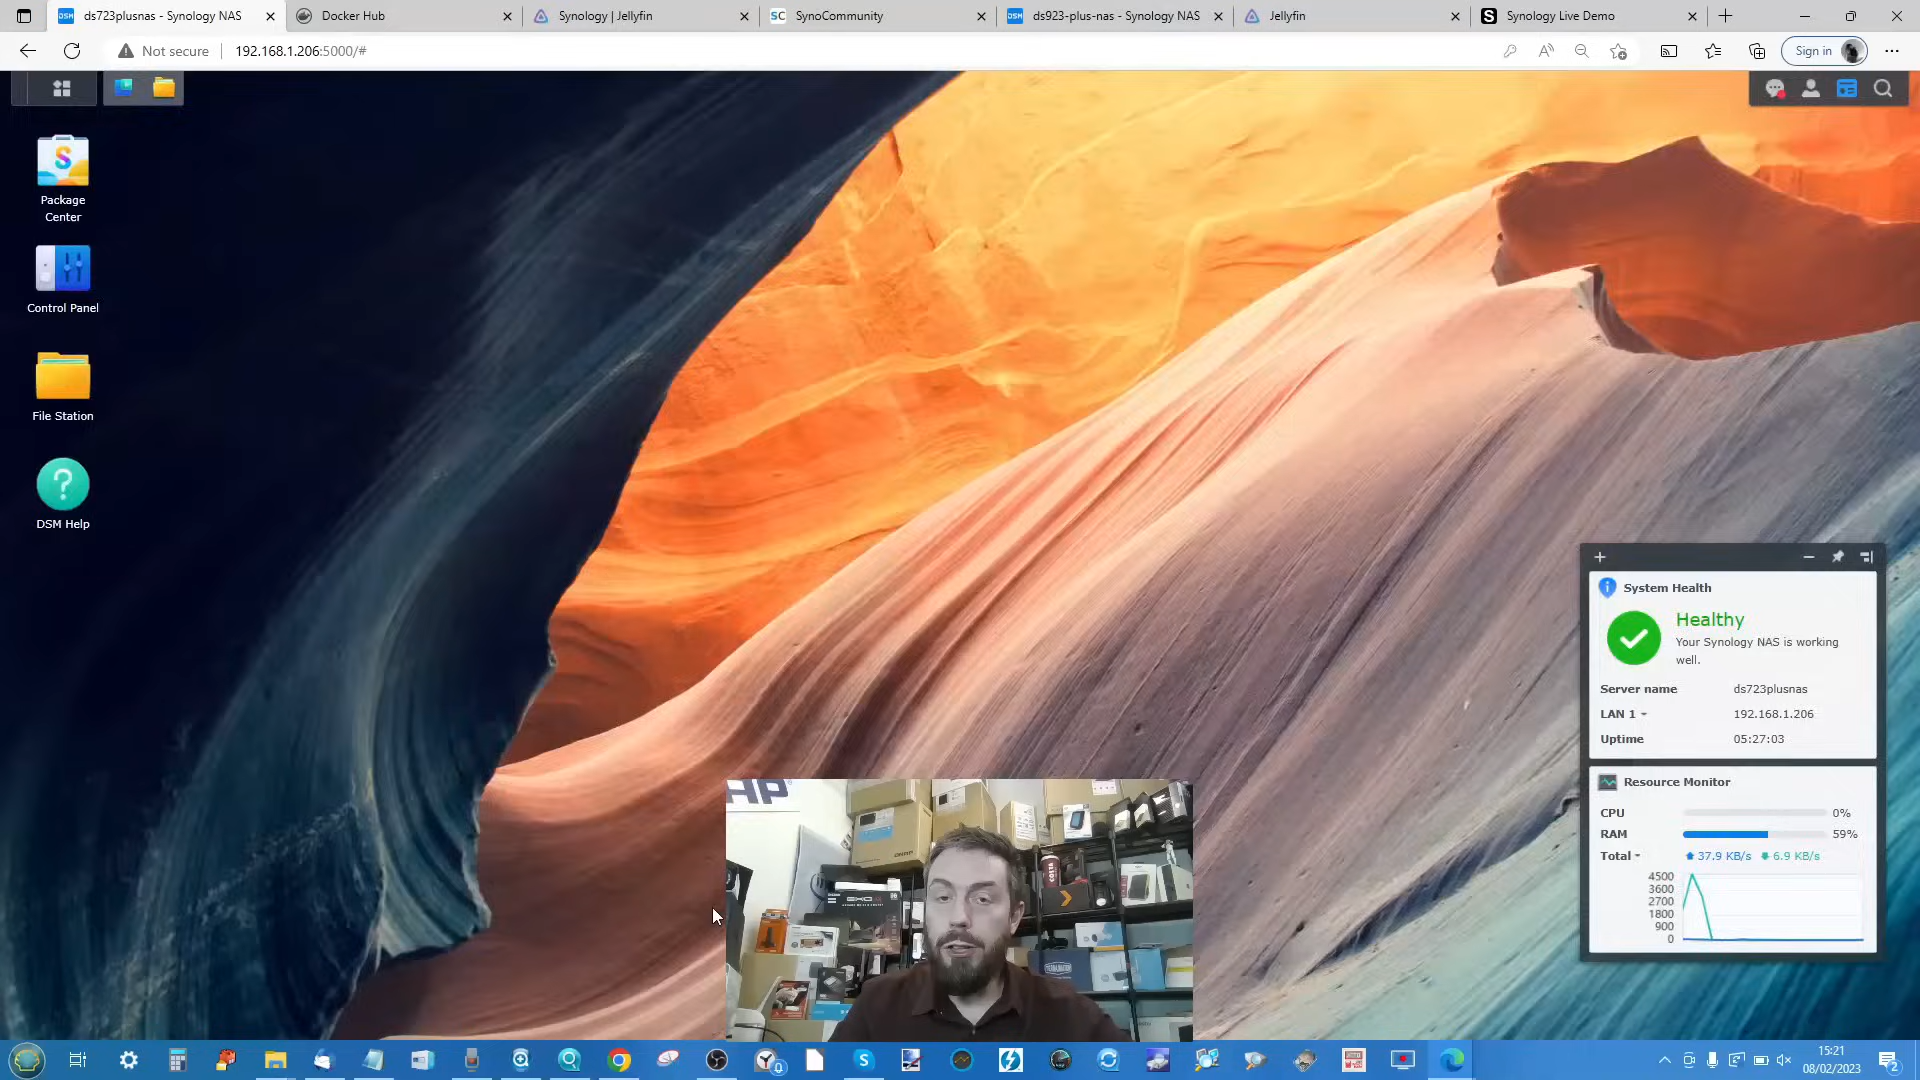 ds723plusnas - Synology NAS
Docker Hub
Synology | Jellyfin
SC SynoCommunity
DSM ds923-plus-nas - Synology NAS
Jellyfin
S Synology Live Demo
Not secure
192.168.1.206:5000/#
Sign in
Package
Center
Control Panel
File Station
DSM Help
System Health
Healthy
Your Synology NAS is working
well.
Server name ds723plusnas
LAN 1 192.168.1.206
Uptime 05:27:03
Resource Monitor
CPU 0%
RAM 59%
Total 37.9 KB/s 6.9 KB/s
4500
3600
2700
1800
900
0
15:21
08/02/2023
2